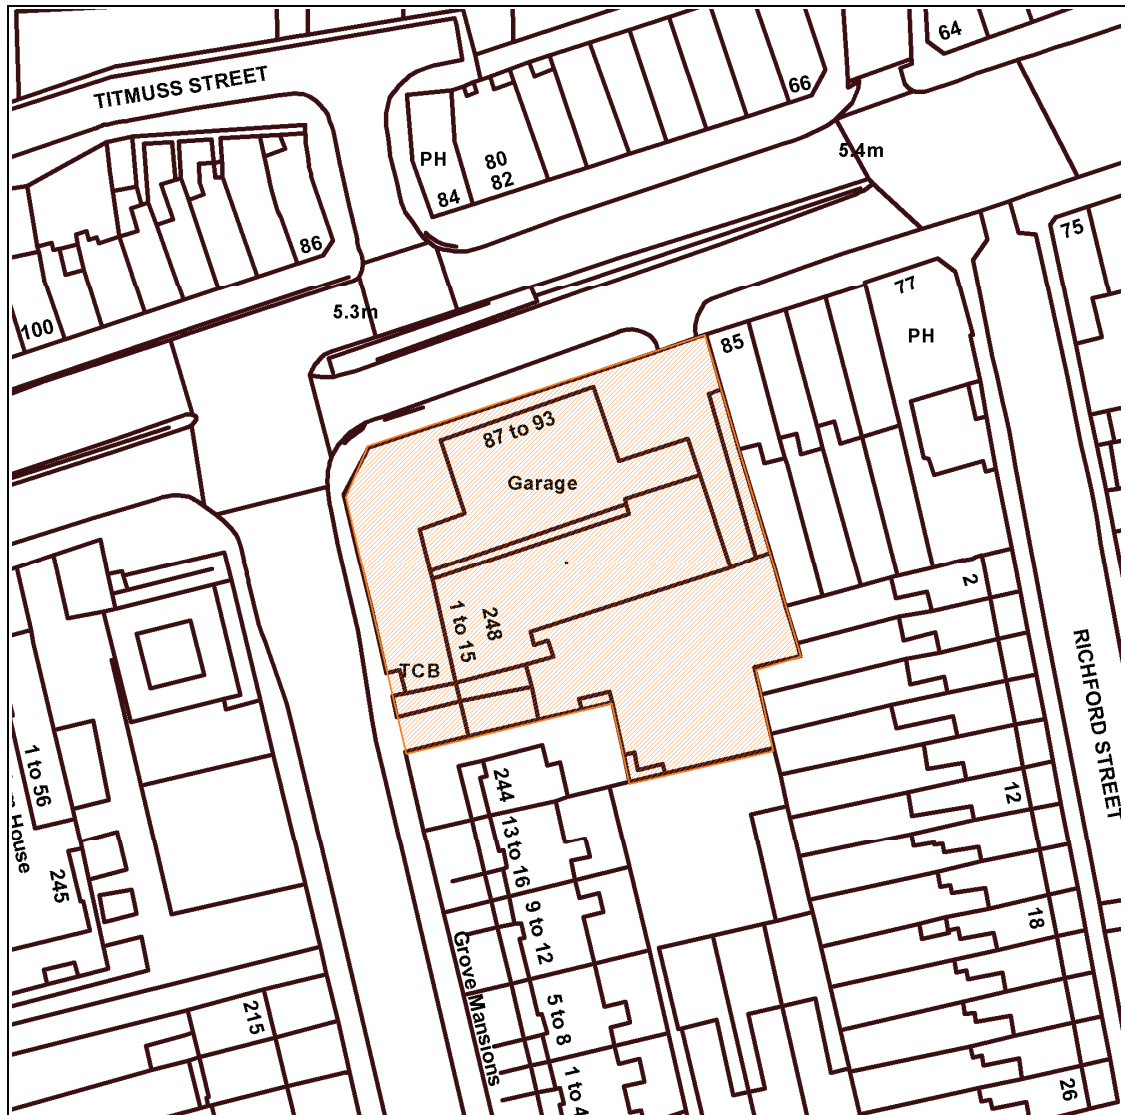 64
TITMUSS STREET
66
PH
80
82
84
5.4m
86
75
77
100
5.3m
85
PH
87 to 93
Garage
2
248
1 to 15
TCB
RICHFORD STREET
1 to 56
House
244
12
13 to 16
245
9 to 12
18
Grove Mansions
215
5 to 8
1 to 4
26